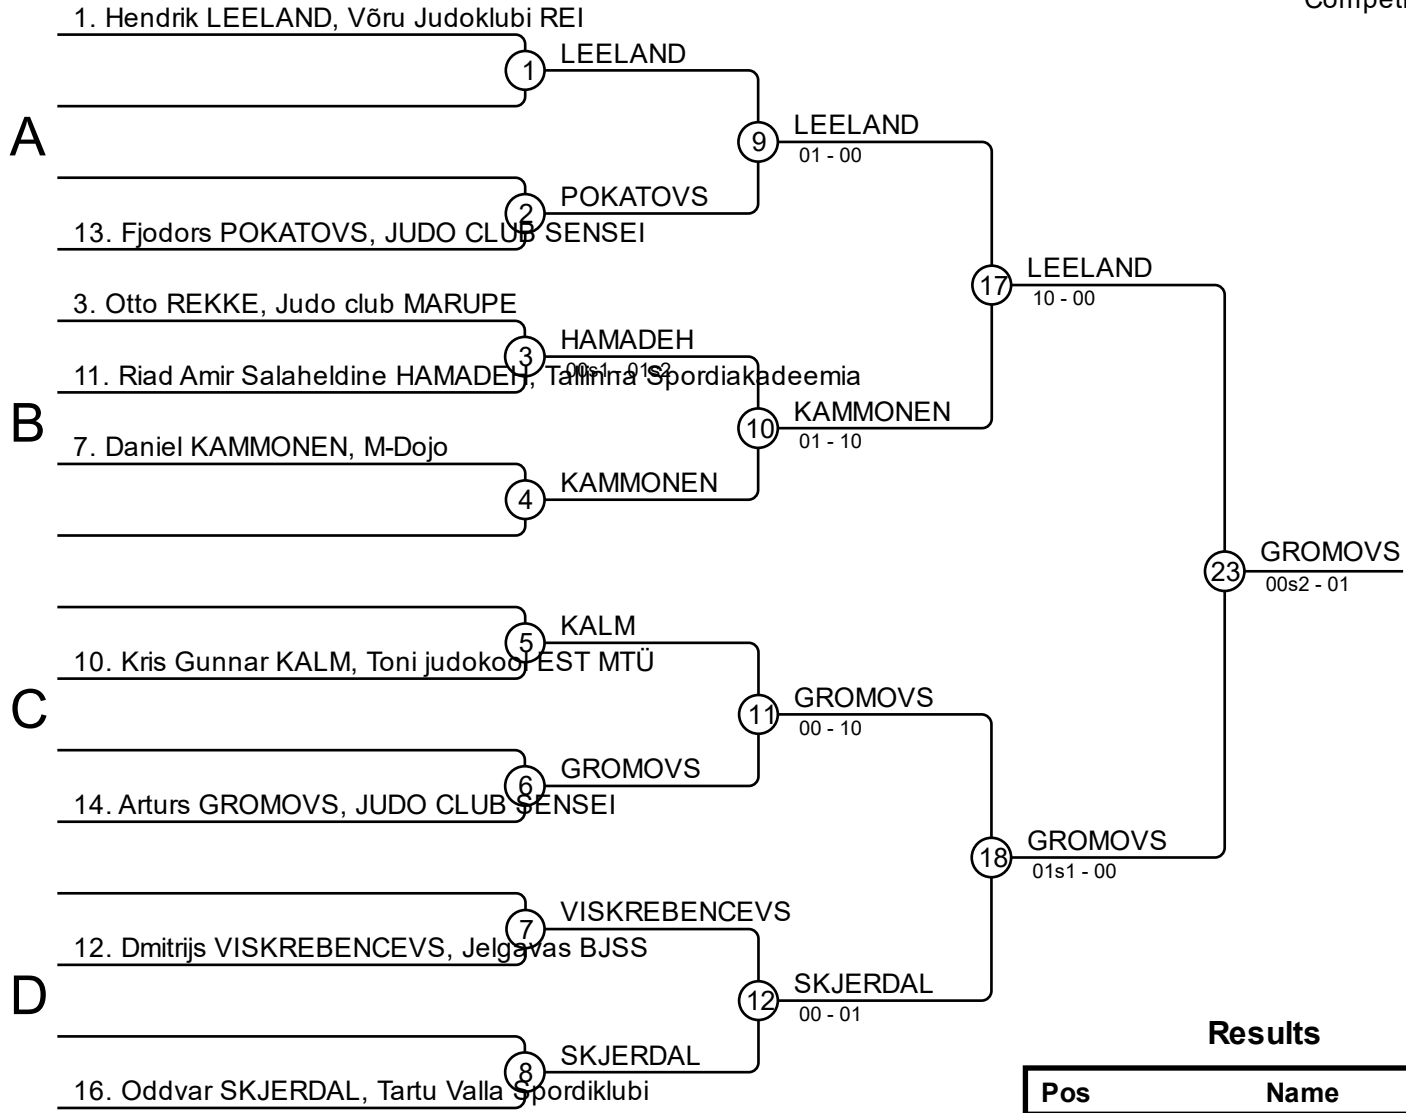 Competi
1. Hendrik LEELAND, Võru Judoklubi REI
1
LEELAND
A
9
LEELAND
01 - 00
2
POKATOVS
13. Fjodors POKATOVS, JUDO CLUB SENSEI
17
LEELAND
10 - 00
3. Otto REKKE, Judo club MARUPE
3
HAMADEH
00s1 - 01s2
11. Riad Amir Salaheldine HAMADEH, Tallinna Spordiakadeemia
B
10
KAMMONEN
01 - 10
7. Daniel KAMMONEN, M-Dojo
4
KAMMONEN
23
GROMOVS
00s2 - 01
5
KALM
10. Kris Gunnar KALM, Toni judokool EST MTÜ
C
11
GROMOVS
00 - 10
6
GROMOVS
14. Arturs GROMOVS, JUDO CLUB SENSEI
18
GROMOVS
01s1 - 00
7
VISKREBENCEVS
12. Dmitrijs VISKREBENCEVS, Jelgavas BJSS
D
12
SKJERDAL
00 - 01
8
SKJERDAL
16. Oddvar SKJERDAL, Tartu Valla Spordiklubi
Results
Pos Name